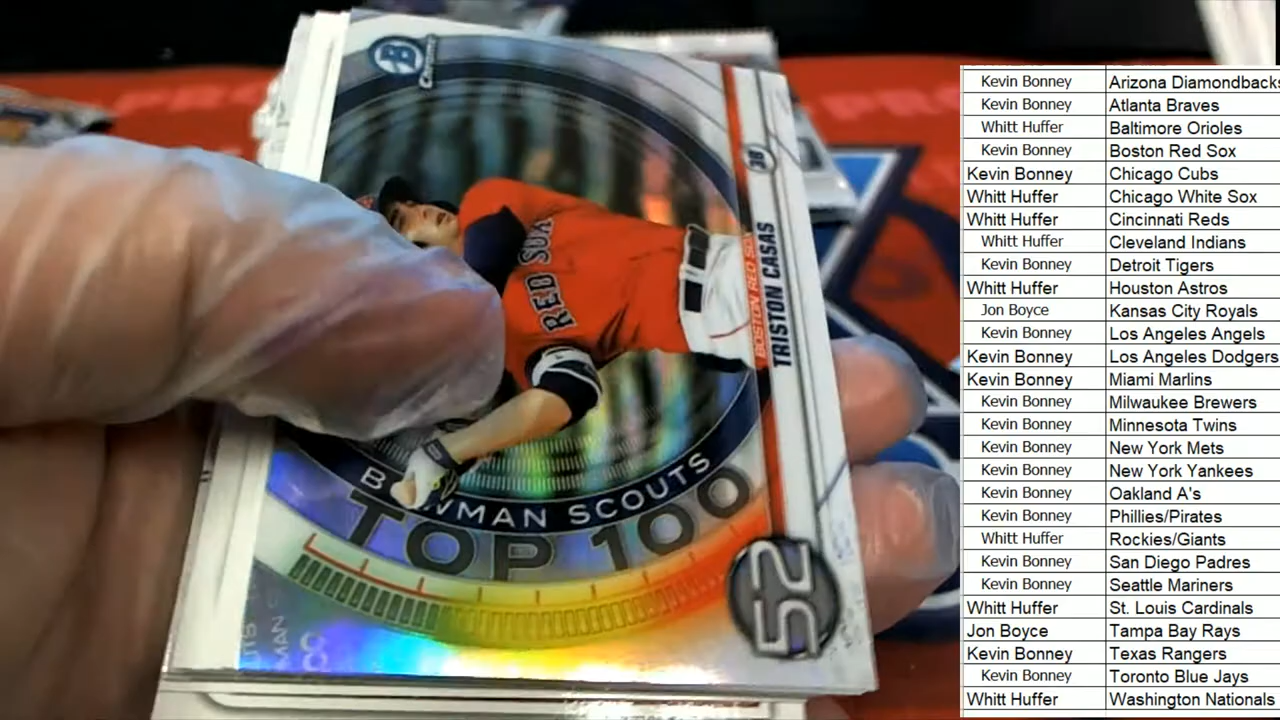 B
Chrome
3B
BOSTON RED SOX
TRISTON CASAS
RED SOX
BOWMAN SCOUTS
TOP 100
52
Kevin Bonney Arizona Diamondbacks
Kevin Bonney Atlanta Braves
Whitt Huffer Baltimore Orioles
Kevin Bonney Boston Red Sox
Kevin Bonney Chicago Cubs
Whitt Huffer Chicago White Sox
Whitt Huffer Cincinnati Reds
Whitt Huffer Cleveland Indians
Kevin Bonney Detroit Tigers
Whitt Huffer Houston Astros
Jon Boyce Kansas City Royals
Kevin Bonney Los Angeles Angels
Kevin Bonney Los Angeles Dodgers
Kevin Bonney Miami Marlins
Kevin Bonney Milwaukee Brewers
Kevin Bonney Minnesota Twins
Kevin Bonney New York Mets
Kevin Bonney New York Yankees
Kevin Bonney Oakland A's
Kevin Bonney Phillies/Pirates
Whitt Huffer Rockies/Giants
Kevin Bonney San Diego Padres
Kevin Bonney Seattle Mariners
Whitt Huffer St. Louis Cardinals
Jon Boyce Tampa Bay Rays
Kevin Bonney Texas Rangers
Kevin Bonney Toronto Blue Jays
Whitt Huffer Washington Nationals